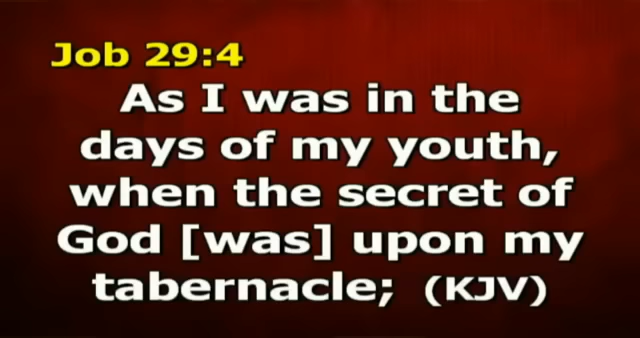 Job 29:4
As I was in the
days of my youth,
when the secret of
God [was] upon my
tabernacle; (KJV)